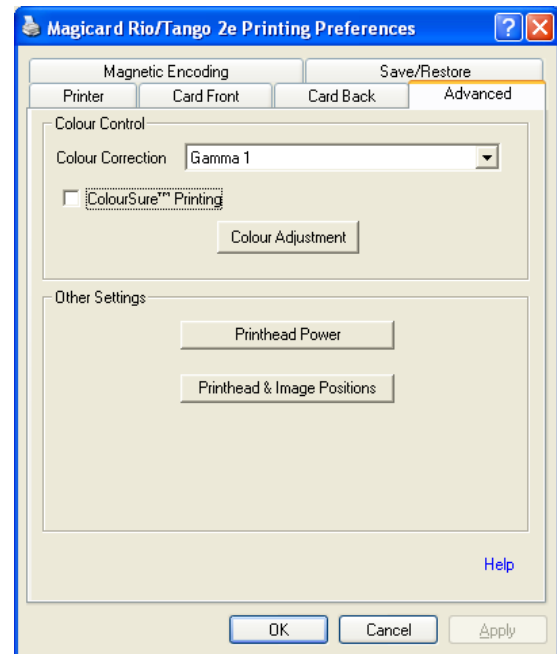 Magicard Rio/Tango 2e Printing Preferences
Magnetic Encoding Save/Restore
Printer Card Front Card Back Advanced
Colour Control
Colour Correction Gamma 1
ColourSure™ Printing
Colour Adjustment
Other Settings
Printhead Power
Printhead & Image Positions
Help
OK Cancel Apply